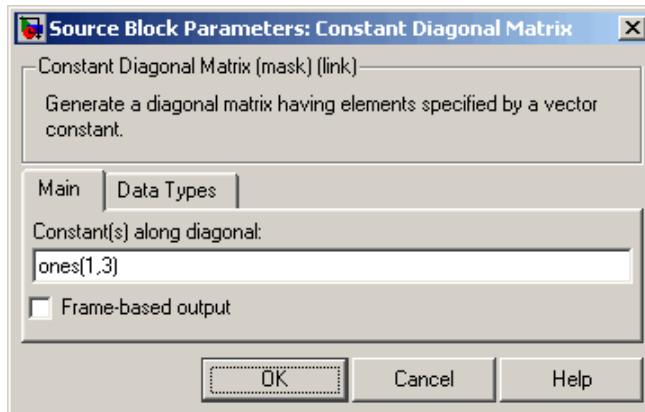 Source Block Parameters: Constant Diagonal Matrix
Constant Diagonal Matrix (mask) (link)
Generate a diagonal matrix having elements specified by a vector
constant.
Main Data Types
Constant(s) along diagonal:
ones(1,3)
Frame-based output
OK Cancel Help